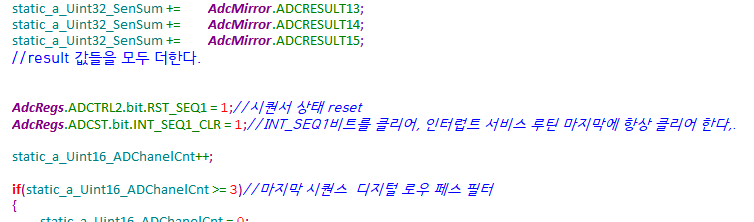 static_a_Uint32_SenSum += AdcMirror.ADCRESULT13;
static_a_Uint32_SenSum += AdcMirror.ADCRESULT14;
static_a_Uint32_SenSum += AdcMirror.ADCRESULT15;
//result 값들을 모두 더한다.
AdcRegs.ADCTRL2.bit.RST_SEQ1 = 1;//시퀀서 상태 reset
AdcRegs.ADCST.bit.INT_SEQ1_CLR = 1;//INT_SEQ1비트를 클리어, 인터럽트 서비스 루틴 마지막에 항상 클리어 한다,.
static_a_Uint16_ADChanelCnt++;
if(static_a_Uint16_ADChanelCnt >= 3)//마지막 시퀀스 디지털 로우 페스 필터
{
static_a_Uint16_ADChanelCnt = 0;